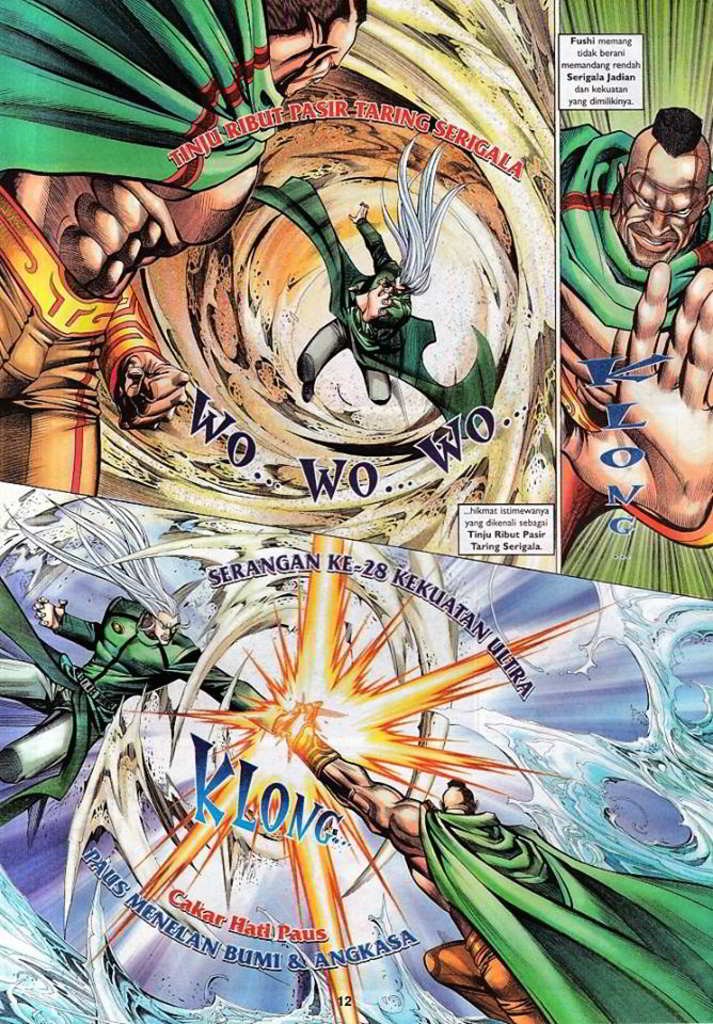 TINJU RIBUT PASIR TARING SERIGALA
Fushi memang
tidak berani
memandang rendah
Serigala Jadian
dan kekuatan
yang dimilikinya.
WO... WO... WO...
KLONG...
...hikmat istimewanya
yang dikenali sebagai
Tinju Ribut Pasir
Taring Serigala.
SERANGAN KE-28 KEKUATAN ULTRA
KLONG...
Cakar Hati Paus
PAUS MENELAN BUMI & ANGKASA
12